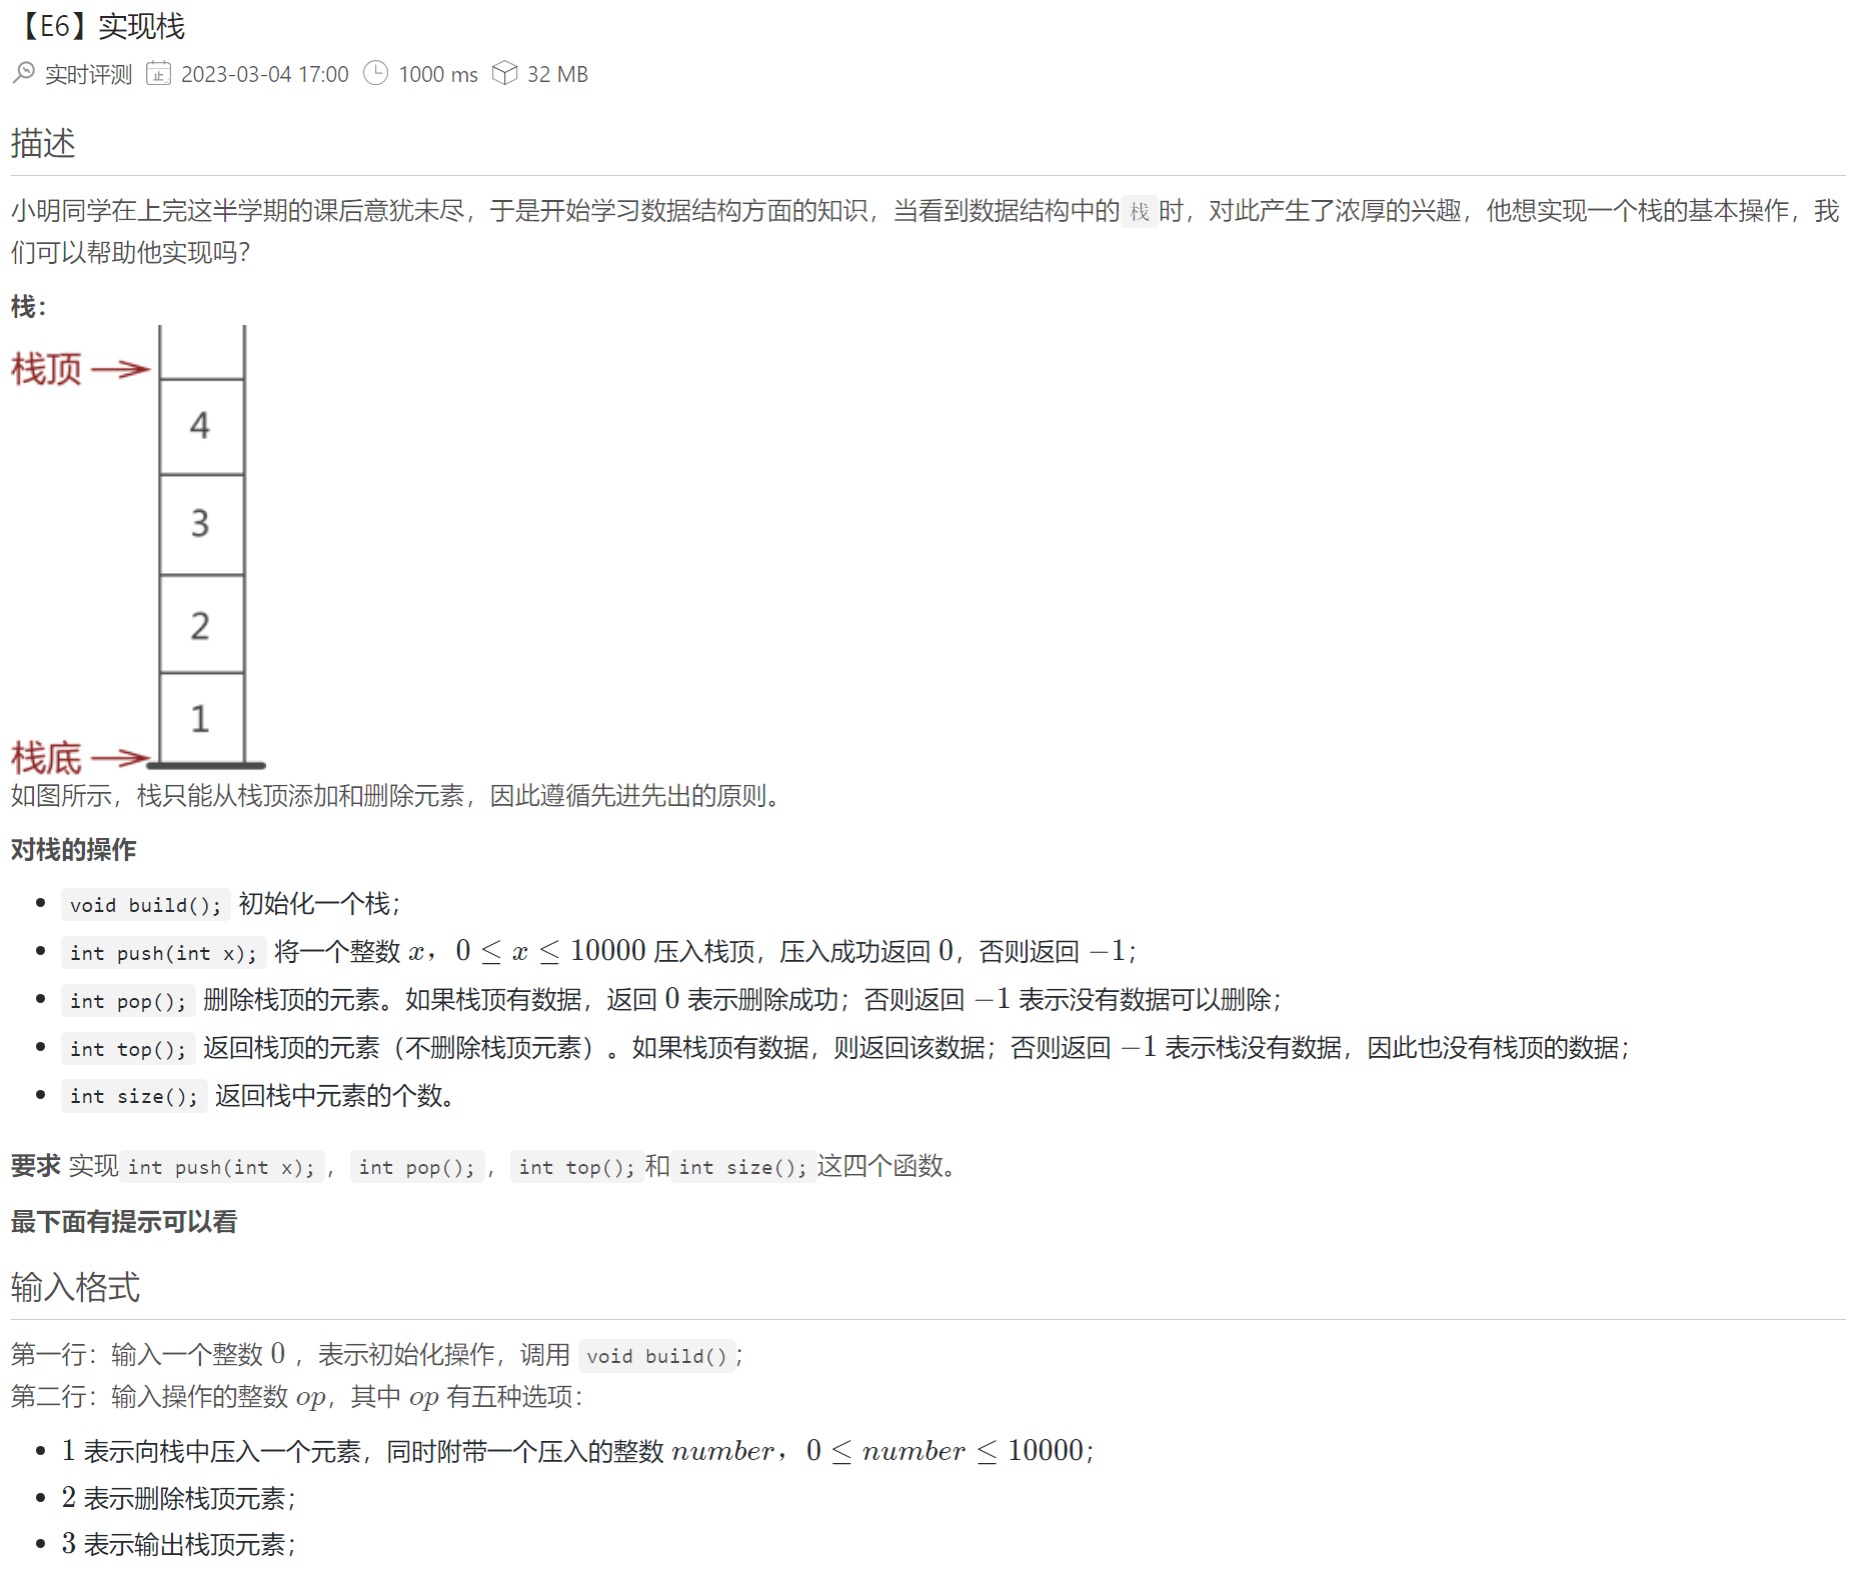 【E6】实现栈
实时评测 止 2023-03-04 17:00 1000 ms 32 MB
描述
小明同学在上完这半学期的课后意犹未尽，于是开始学习数据结构方面的知识，当看到数据结构中的 栈 时，对此产生了浓厚的兴趣，他想实现一个栈的基本操作，我
们可以帮助他实现吗？
栈：
栈顶
4
3
2
1
栈底
如图所示，栈只能从栈顶添加和删除元素，因此遵循先进先出的原则。
对栈的操作
• void build(); 初始化一个栈；
• int push(int x); 将一个整数 x，0 ≤ x ≤ 10000 压入栈顶，压入成功返回 0，否则返回 −1；
• int pop(); 删除栈顶的元素。如果栈顶有数据，返回 0 表示删除成功；否则返回 −1 表示没有数据可以删除；
• int top(); 返回栈顶的元素（不删除栈顶元素）。如果栈顶有数据，则返回该数据；否则返回 −1 表示栈没有数据，因此也没有栈顶的数据；
• int size(); 返回栈中元素的个数。
要求 实现 int push(int x); ， int pop(); ， int top(); 和 int size(); 这四个函数。
最下面有提示可以看
输入格式
第一行：输入一个整数 0 ，表示初始化操作，调用 void build() ;
第二行：输入操作的整数 op，其中 op 有五种选项：
• 1 表示向栈中压入一个元素，同时附带一个压入的整数 number，0 ≤ number ≤ 10000；
• 2 表示删除栈顶元素；
• 3 表示输出栈顶元素；